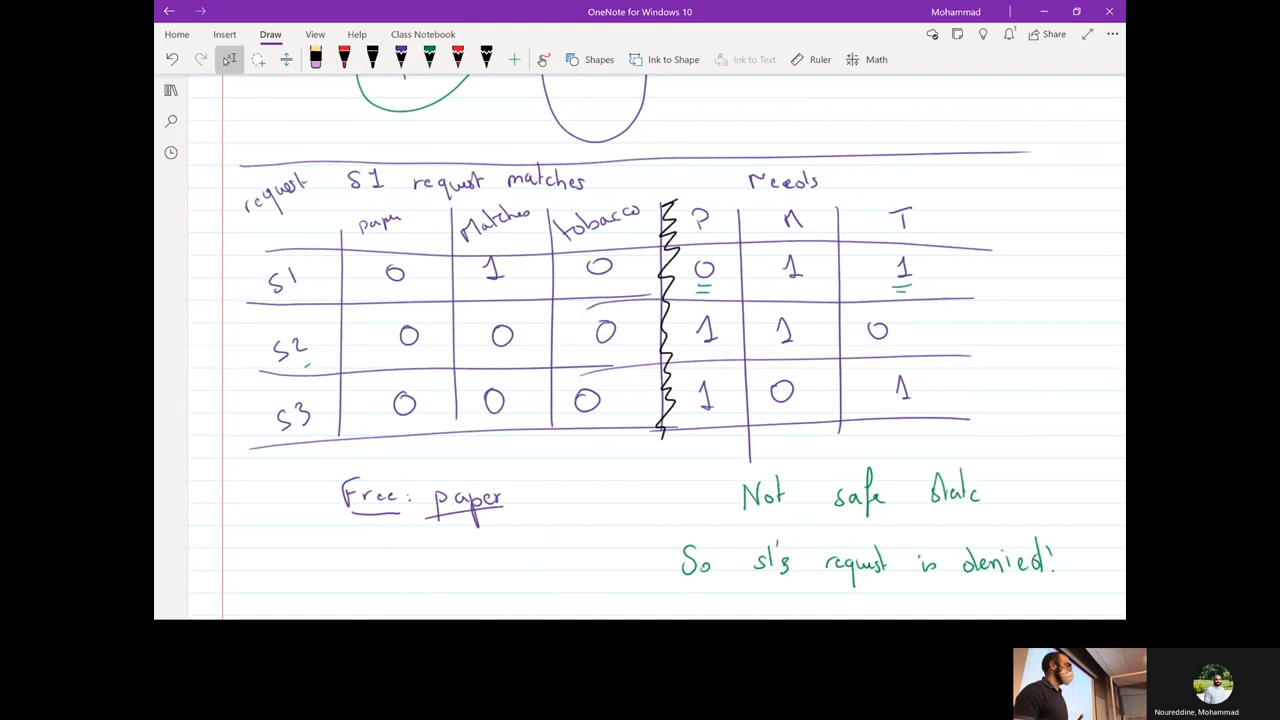 OneNote for Windows 10
Mohammad
Home Insert Draw View Help Class Notebook
Share
Shapes Ink to Shape Ink to Text Ruler Math
request S1 request matches Needs
paper Matches tobacco P M T
S1 0 1 0 0 1 1
S2 0 0 0 1 1 0
S3 0 0 0 1 0 1
Free: paper Not safe state
So s1's request is denied!
Noureddine, Mohammad